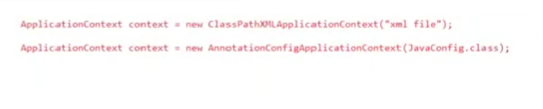 ApplicationContext context = new ClassPathXMLApplicationContext("xml file");
ApplicationContext context = new AnnotationConfigApplicationContext(JavaConfig.class);